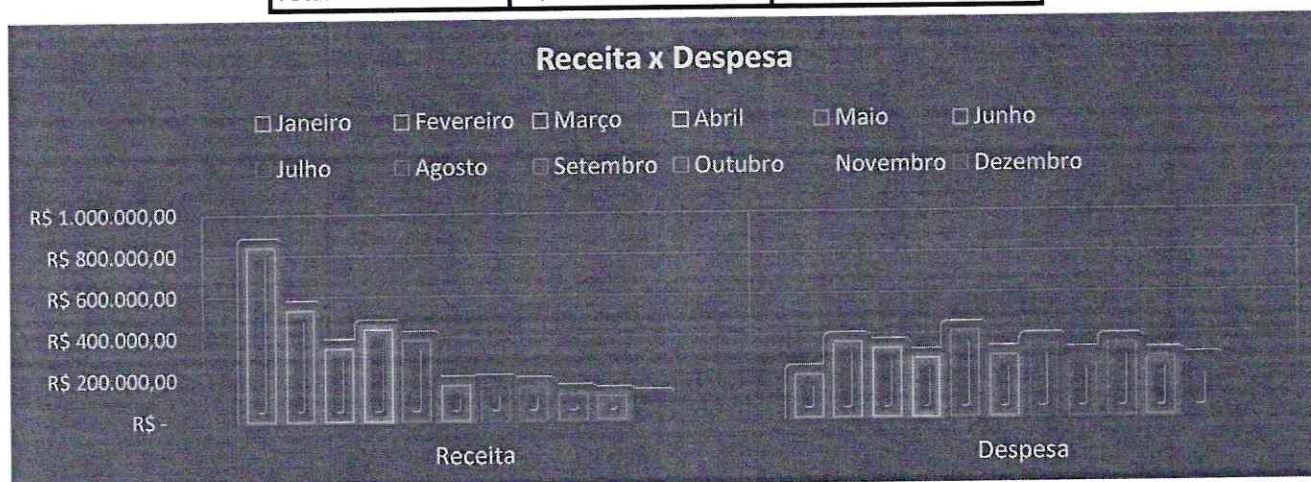 Receita x Despesa
Janeiro Fevereiro Março Abril Maio Junho
Julho Agosto Setembro Outubro Novembro Dezembro
R$ 1.000.000,00
R$ 800.000,00
R$ 600.000,00
R$ 400.000,00
R$ 200.000,00
R$ -
Receita Despesa